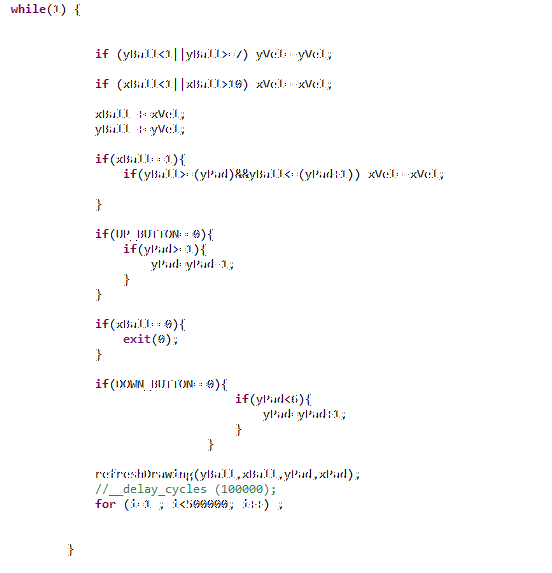 while(1) {
if (yBall<1||yBall>=7) yVel=-yVel;
if (xBall<1||xBall>10) xVel=-xVel;
xBall += xVel;
yBall += yVel;
if(xBall==1){
if(yBall>=(yPad)&&yBall<=(yPad+1)) xVel=-xVel;
}
if(UP_BUTTON==0){
if(yPad>=1){
yPad=yPad-1;
}
}
if(xBall==0){
exit(0);
}
if(DOWN_BUTTON==0){
if(yPad<6){
yPad=yPad+1;
}
}
refreshDrawing(yBall,xBall,yPad,xPad);
//__delay_cycles (100000);
for (i=1 ; i<500000; i++) ;
}